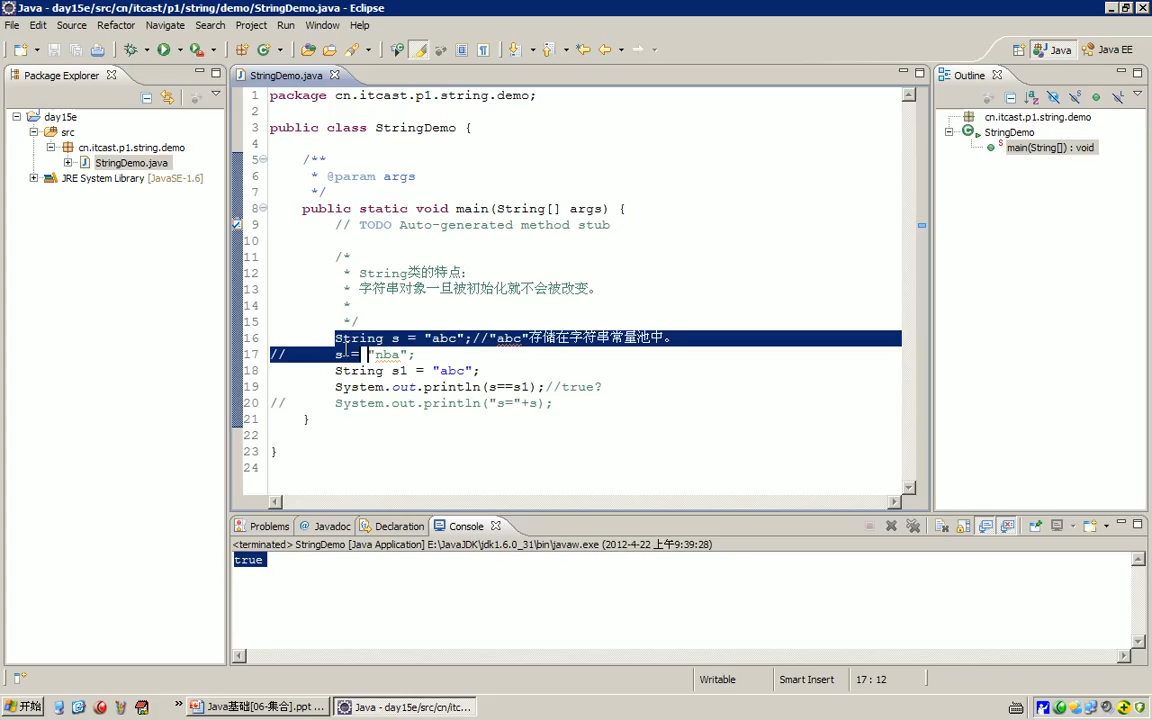 Java - day15e/src/cn/itcast/p1/string/demo/StringDemo.java - Eclipse
File Edit Source Refactor Navigate Search Project Run Window Help
Java Java EE
Package Explorer
day15e
src
cn.itcast.p1.string.demo
StringDemo.java
JRE System Library [JavaSE-1.6]
StringDemo.java
1 package cn.itcast.p1.string.demo;
2
3 public class StringDemo {
4
5 /**
6 * @param args
7 */
8 public static void main(String[] args) {
9 // TODO Auto-generated method stub
10
11 /*
12 * String类的特点:
13 * 字符串对象一旦被初始化就不会被改变。
14 *
15 */
16 String s = "abc";//"abc"存储在字符串常量池中。
17 // s = "nba";
18 String s1 = "abc";
19 System.out.println(s==s1);//true?
20 // System.out.println("s="+s);
21 }
22
23 }
24
Outline
cn.itcast.p1.string.demo
StringDemo
main(String[]) : void
Problems Javadoc Declaration Console
<terminated> StringDemo [Java Application] E:\JavaJDK\jdk1.6.0_31\bin\javaw.exe (2012-4-22 上午9:39:28)
true
Writable Smart Insert 17 : 12
开始 Java基础[06-集合].ppt ... Java - day15e/src/cn/itc...